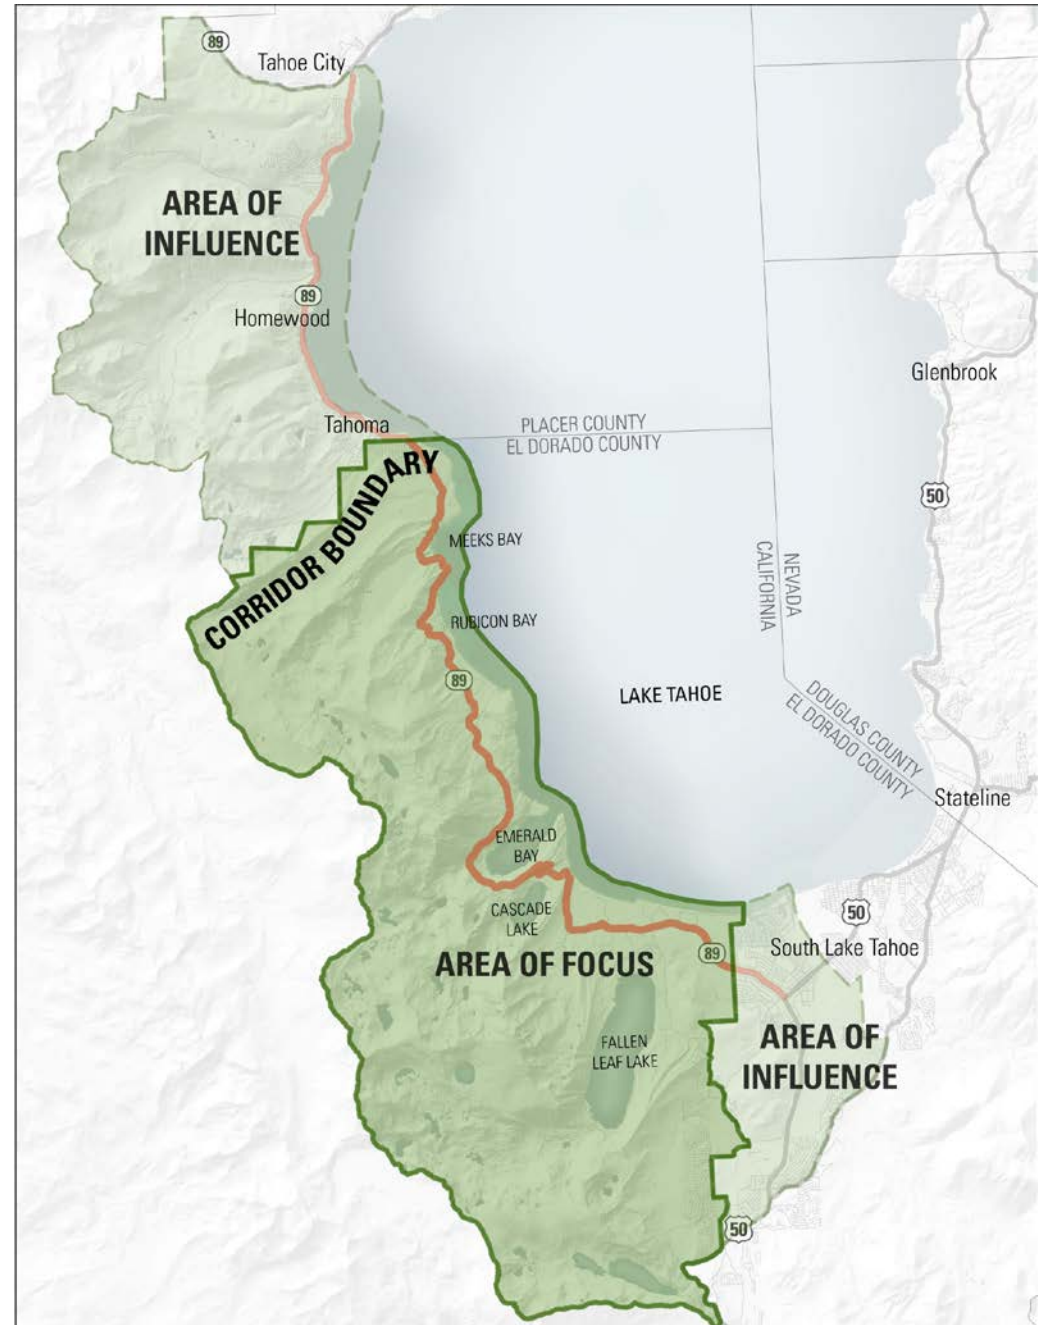 89
Tahoe City
AREA OF
INFLUENCE
89
Homewood
Glenbrook
Tahoma
PLACER COUNTY
EL DORADO COUNTY
CORRIDOR BOUNDARY
50
MEEKS BAY
NEVADA
CALIFORNIA
RUBICON BAY
89
LAKE TAHOE
DOUGLAS COUNTY
EL DORADO COUNTY
Stateline
EMERALD
BAY
CASCADE
LAKE
50
South Lake Tahoe
89
AREA OF FOCUS
FALLEN
LEAF LAKE
AREA OF
INFLUENCE
50